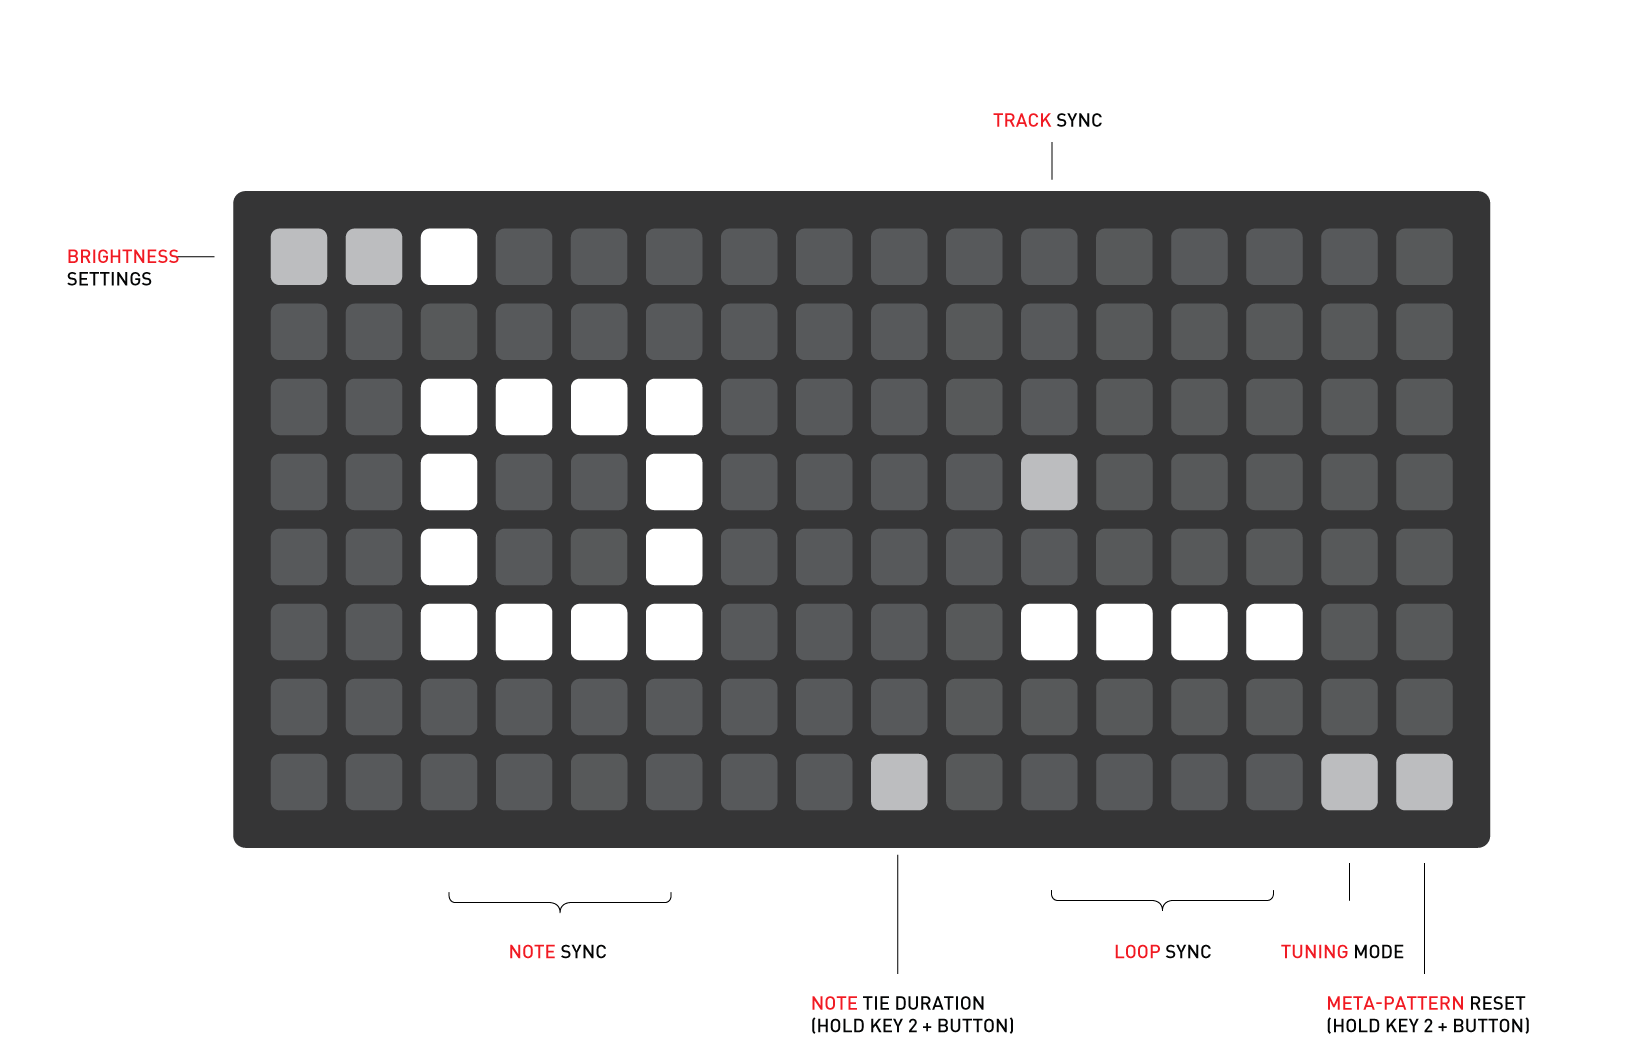 TRACK SYNC
BRIGHTNESS
SETTINGS
NOTE SYNC
LOOP SYNC
TUNING MODE
NOTE TIE DURATION
(HOLD KEY 2 + BUTTON)
META-PATTERN RESET
(HOLD KEY 2 + BUTTON)